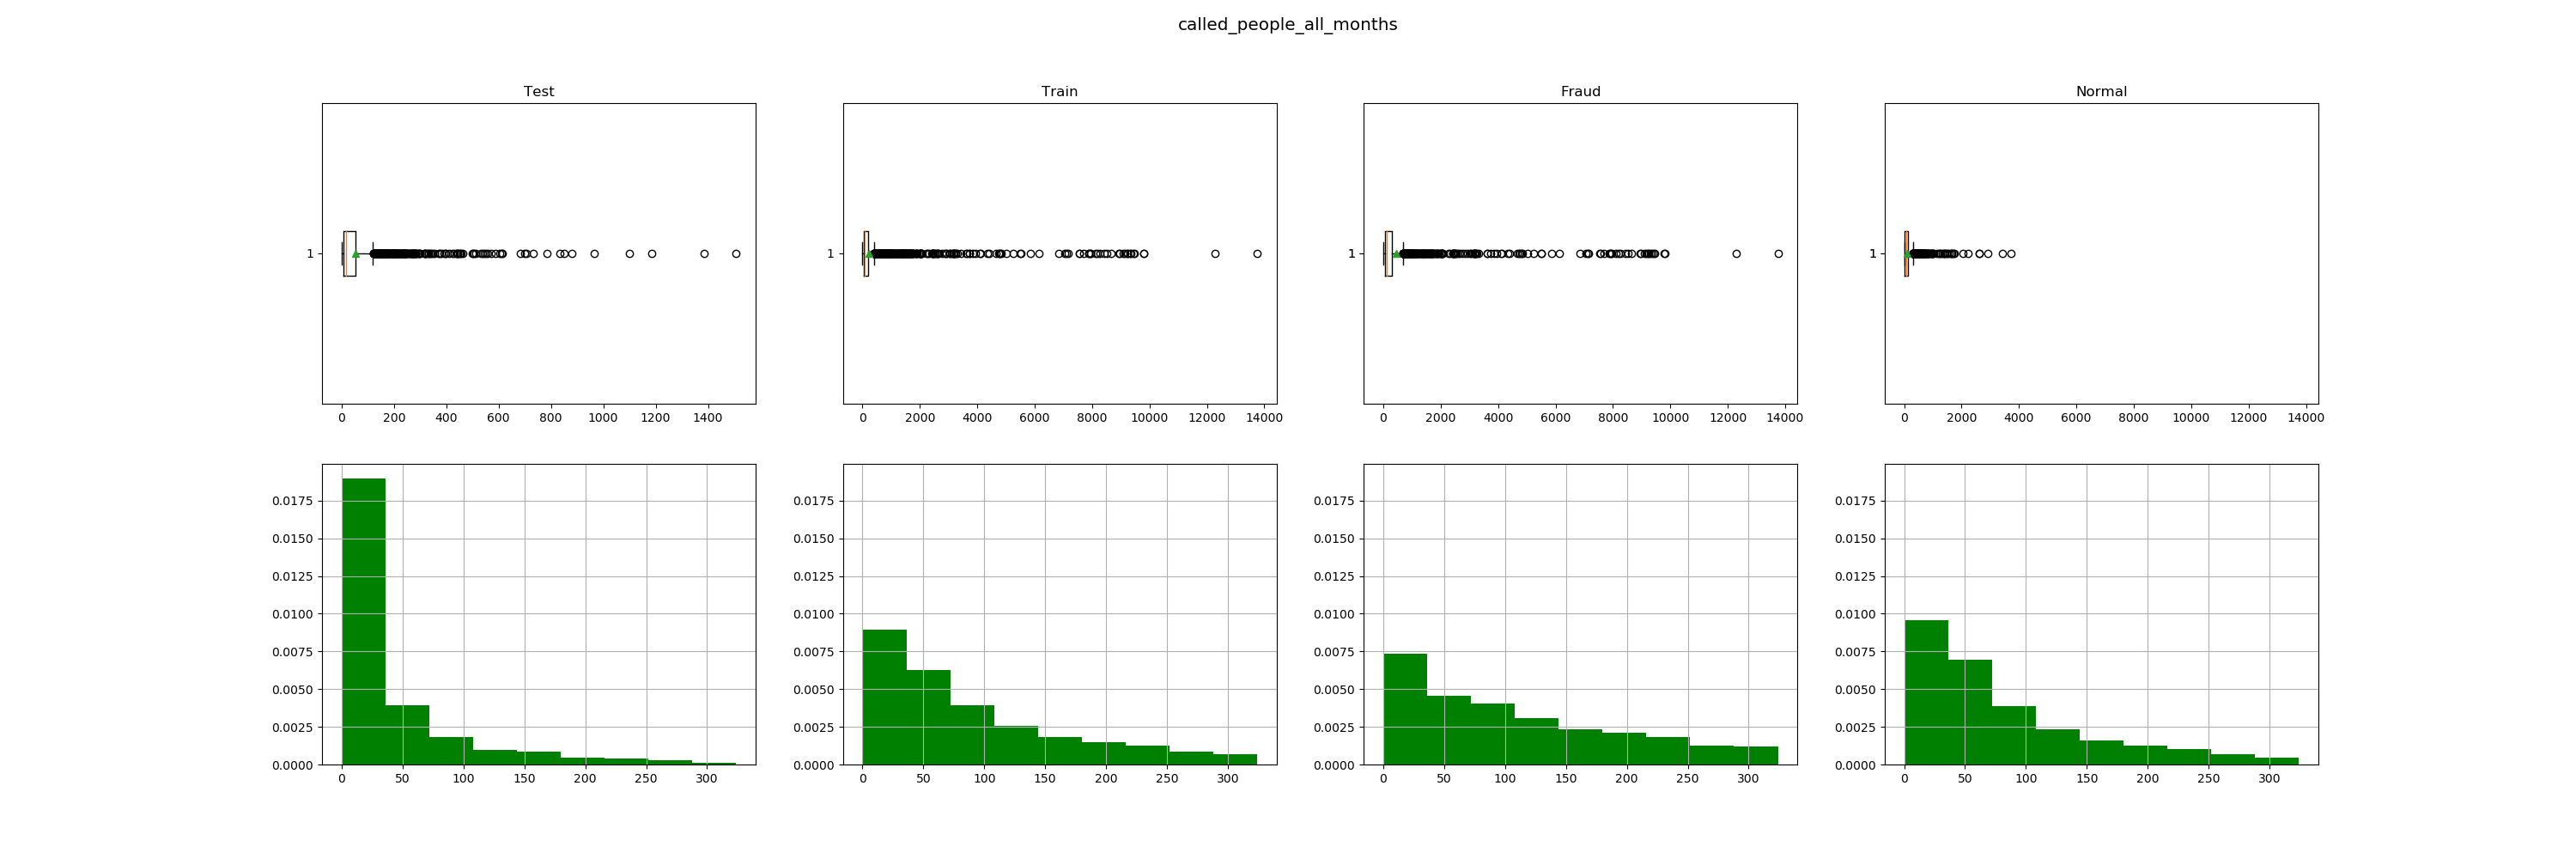 called_people_all_months
Test Train Fraud Normal
1 1 1 1
0 200 400 600 800 1000 1200 1400 0 2000 4000 6000 8000 10000 12000 14000 0 2000 4000 6000 8000 10000 12000 14000 0 2000 4000 6000 8000 10000 12000 14000
0.0175 0.0175 0.0175 0.0175
0.0150 0.0150 0.0150 0.0150
0.0125 0.0125 0.0125 0.0125
0.0100 0.0100 0.0100 0.0100
0.0075 0.0075 0.0075 0.0075
0.0050 0.0050 0.0050 0.0050
0.0025 0.0025 0.0025 0.0025
0.0000 0.0000 0.0000 0.0000
0 50 100 150 200 250 300 0 50 100 150 200 250 300 0 50 100 150 200 250 300 0 50 100 150 200 250 300